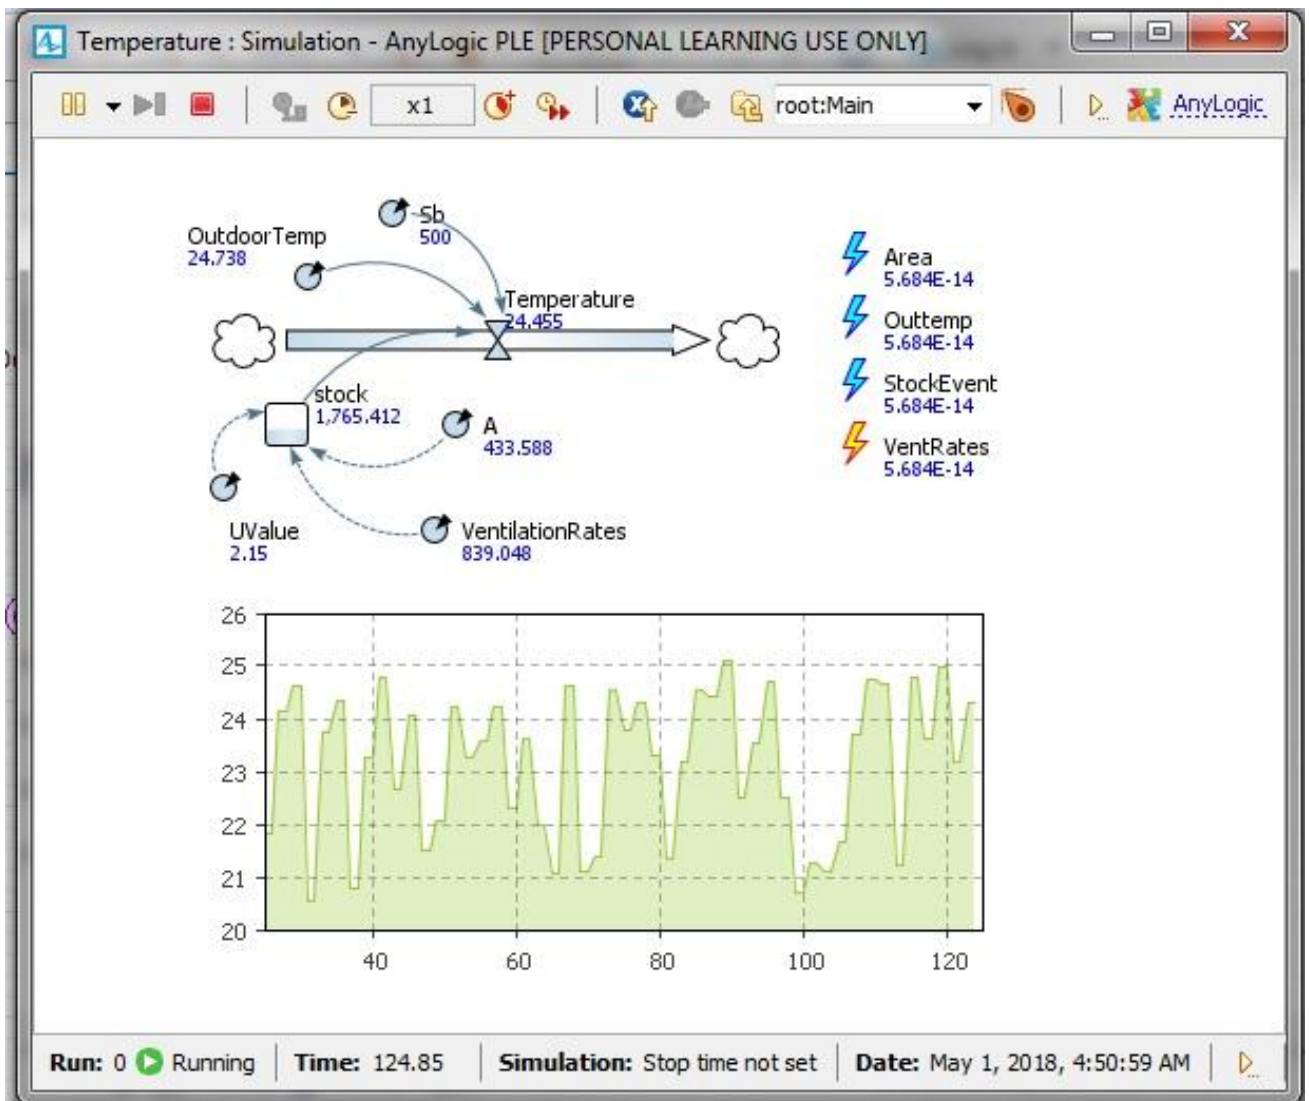 Temperature : Simulation - AnyLogic PLE [PERSONAL LEARNING USE ONLY]
x1
root:Main
AnyLogic
Sb
500
OutdoorTemp
24.738
Temperature
24.455
stock
1,765.412
A
433.588
UValue
2.15
VentilationRates
839.048
Area
5.684E-14
Outtemp
5.684E-14
StockEvent
5.684E-14
VentRates
5.684E-14
26
25
24
23
22
21
20
40 60 80 100 120
Run: 0 Running Time: 124.85 Simulation: Stop time not set Date: May 1, 2018, 4:50:59 AM